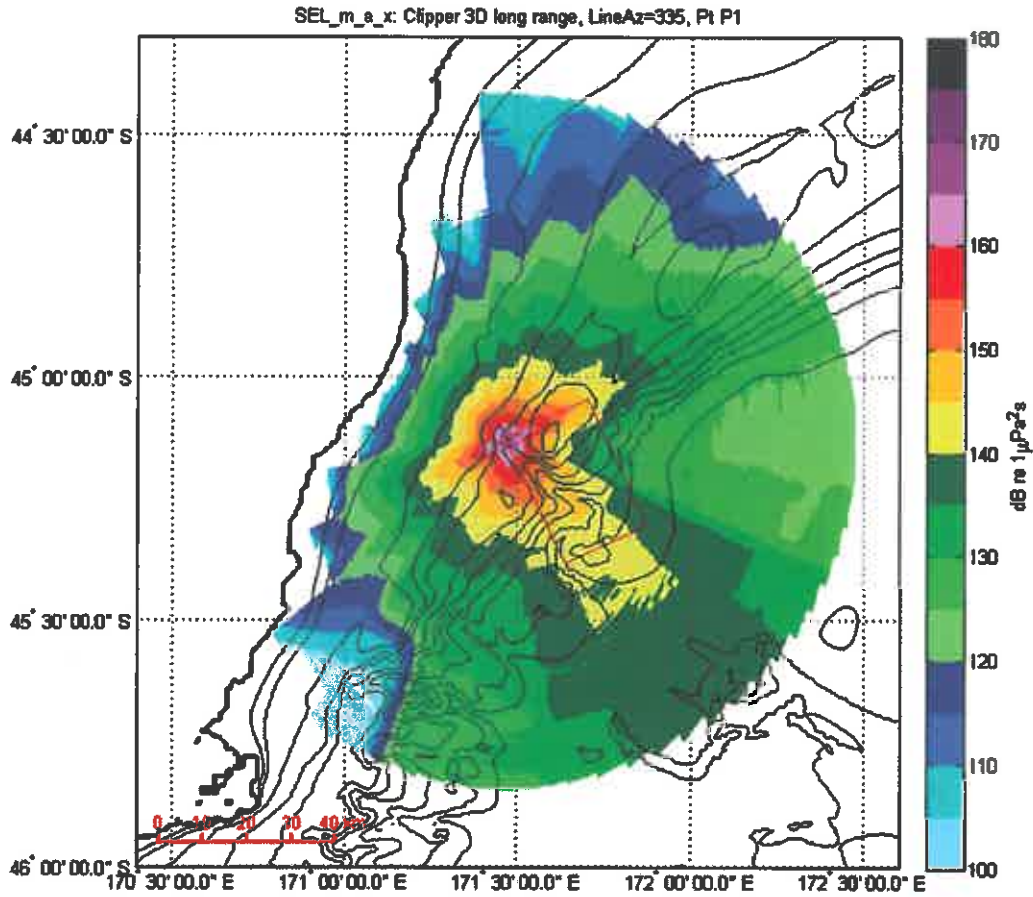 SEL_m_a_x: Clipper 3D long range, LineAz=335, Pt P1
180
170
160
150
140
130
120
110
100
dB re 1µPa²s
44° 30'00.0" S
45° 00'00.0" S
45° 30'00.0" S
46° 00'00.0" S
0 10 20 30 40 km
170° 30'00.0" E
171° 00'00.0" E
171° 30'00.0" E
172° 00'00.0" E
172° 30'00.0" E